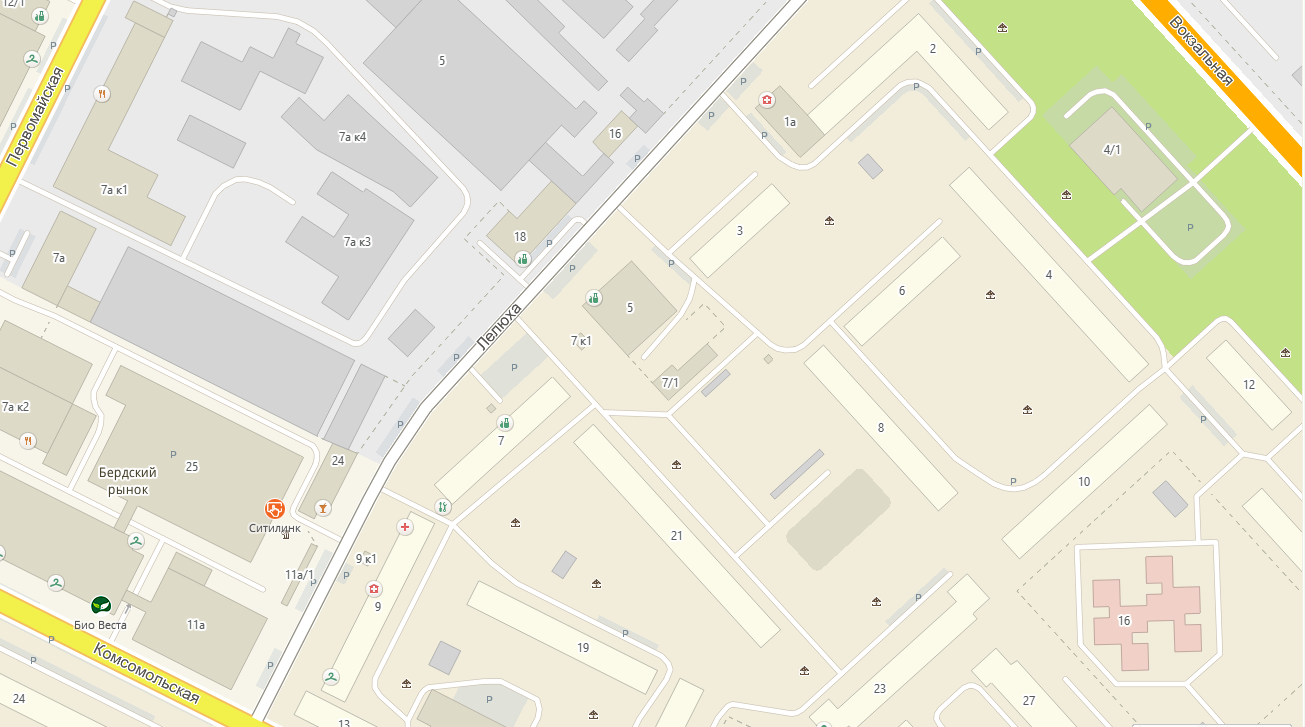 12/1
Первомайская
Вокзальная
5
2
16
1а
7а к4
4/1
7а к1
P
18
3
7а к3
7а
4
6
5
Лелюха
7 к1
7/1
12
7а к2
7
8
25
24
10
Бердский
рынок
Ситилинк
21
9 к1
11а/1
9
16
Био Веста
11а
19
Комсомольская
23
24
27
13